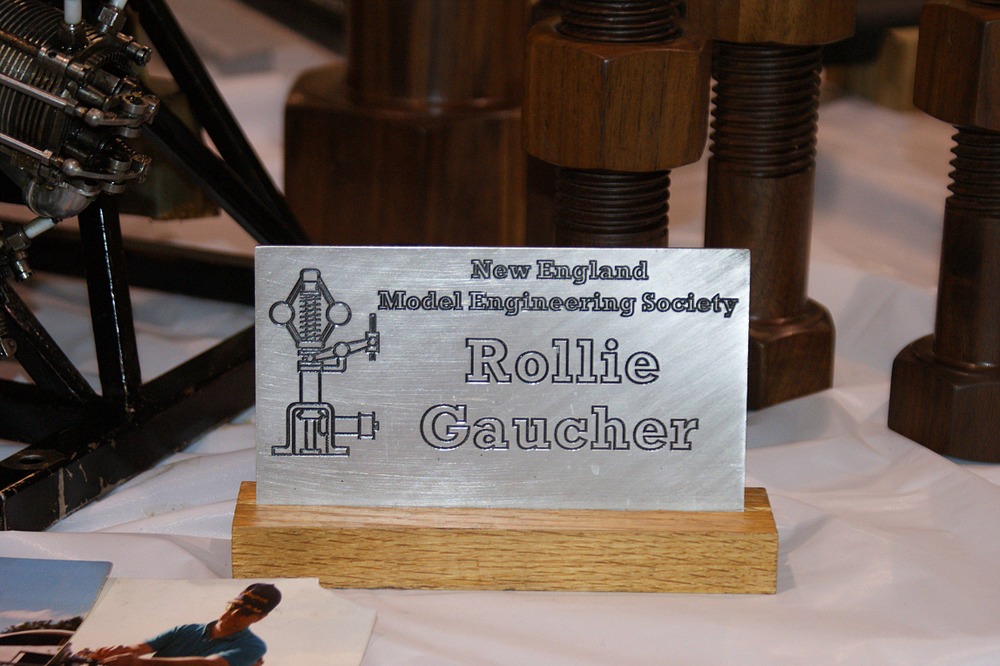 New England
Model Engineering Society
Rollie
Gaucher